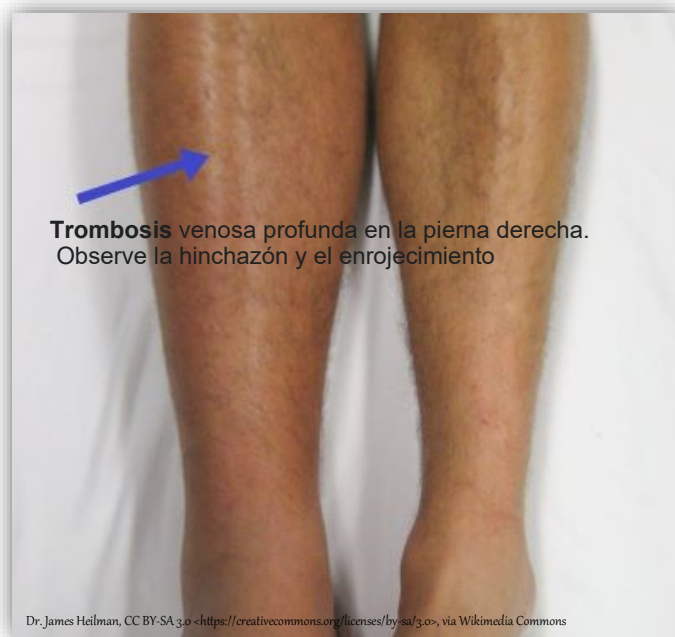 Trombosis venosa profunda en la pierna derecha.
Observe la hinchazón y el enrojecimiento
Dr. James Heilman, CC BY-SA 3.0 <https://creativecommons.org/licenses/by-sa/3.0>, via Wikimedia Commons